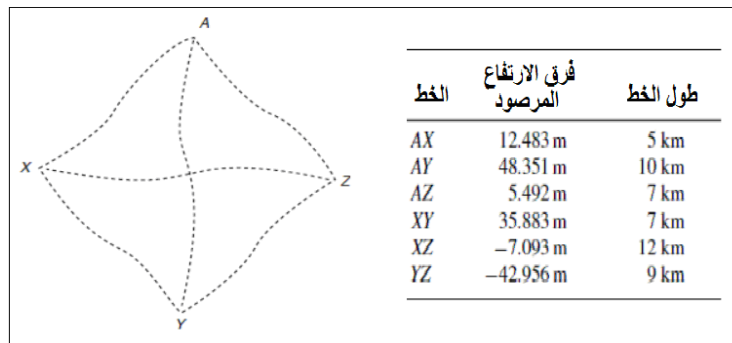 A
X
Z
Y
الخط	فرق الارتفاع المرصود	طول الخط
AX	12.483 m	5 km
AY	48.351 m	10 km
AZ	5.492 m	7 km
XY	35.883 m	7 km
XZ	–7.093 m	12 km
YZ	–42.956 m	9 km